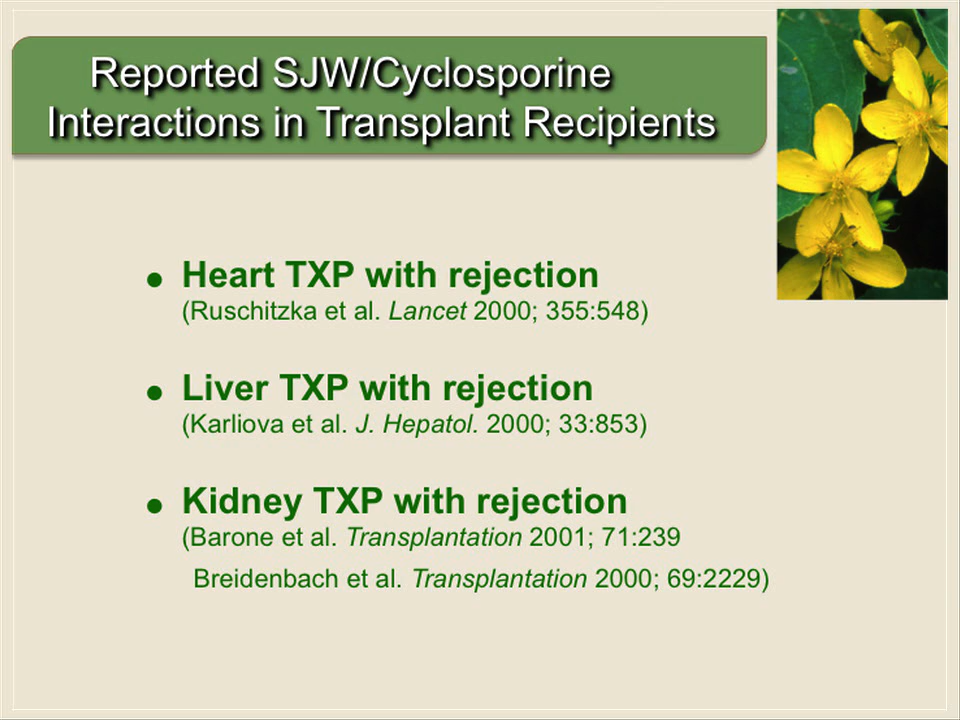 Reported SJW/Cyclosporine
Interactions in Transplant Recipients
● Heart TXP with rejection
(Ruschitzka et al. Lancet 2000; 355:548)
● Liver TXP with rejection
(Karliova et al. J. Hepatol. 2000; 33:853)
● Kidney TXP with rejection
(Barone et al. Transplantation 2001; 71:239
Breidenbach et al. Transplantation 2000; 69:2229)